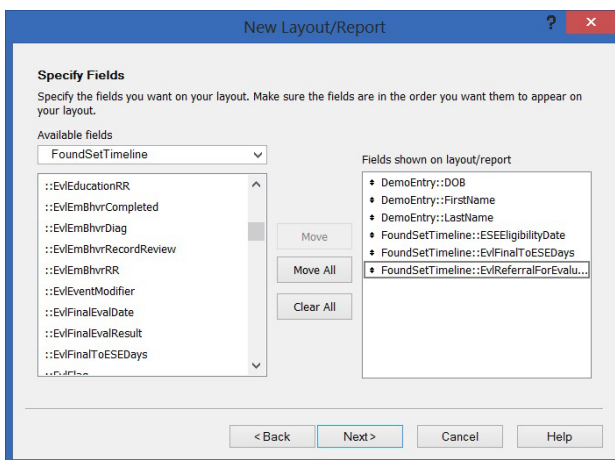 New Layout/Report
?
Specify Fields
Specify the fields you want on your layout. Make sure the fields are in the order you want them to appear on
your layout.
Available fields
FoundSetTimeline
::EvlEducationRR
::EvlEmBhvrCompleted
::EvlEmBhvrDiag
::EvlEmBhvrRecordReview
::EvlEmBhvrRR
::EvlEventModifier
::EvlFinalEvalDate
::EvlFinalEvalResult
::EvlFinalToESEDays
Move
Move All
Clear All
Fields shown on layout/report
DemoEntry::DOB
DemoEntry::FirstName
DemoEntry::LastName
FoundSetTimeline::ESEEligibilityDate
FoundSetTimeline::EvlFinalToESEDays
FoundSetTimeline::EvlReferralForEvalu...
< Back
Next >
Cancel
Help